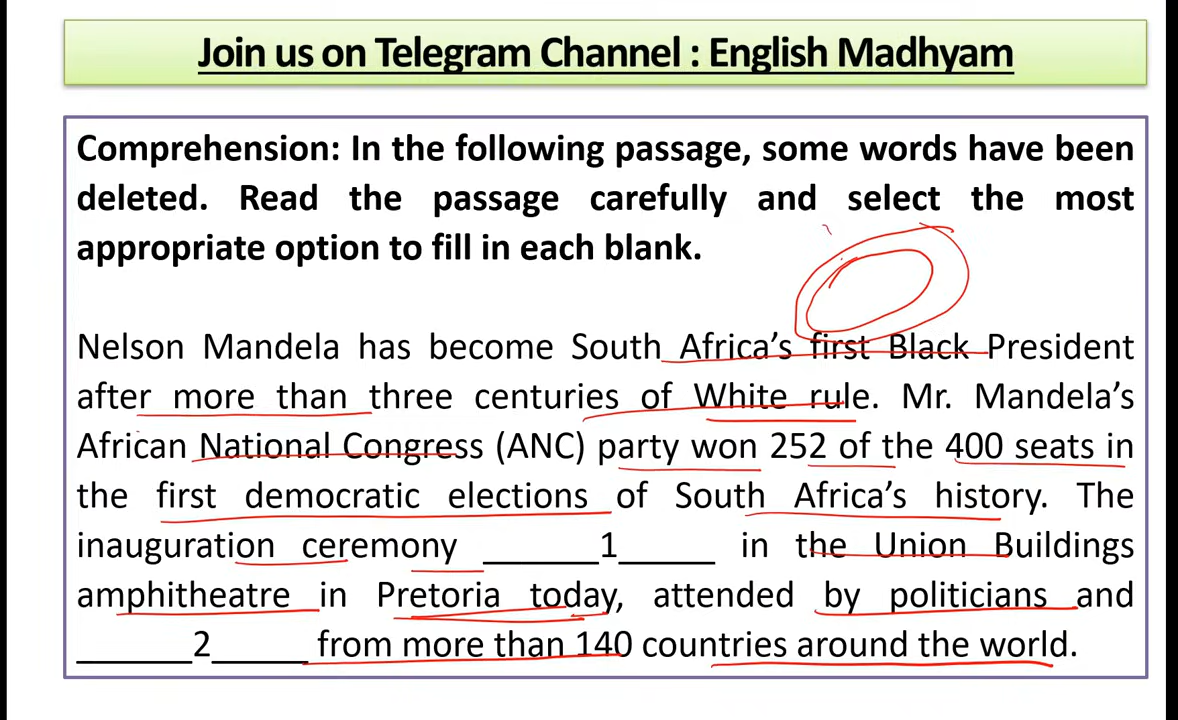 Join us on Telegram Channel : English Madhyam
Comprehension: In the following passage, some words have been
deleted. Read the passage carefully and select the most
appropriate option to fill in each blank.
Nelson Mandela has become South Africa's first Black President
after more than three centuries of White rule. Mr. Mandela's
African National Congress (ANC) party won 252 of the 400 seats in
the first democratic elections of South Africa's history. The
inauguration ceremony ______1_____ in the Union Buildings
amphitheatre in Pretoria today, attended by politicians and
______2_____ from more than 140 countries around the world.